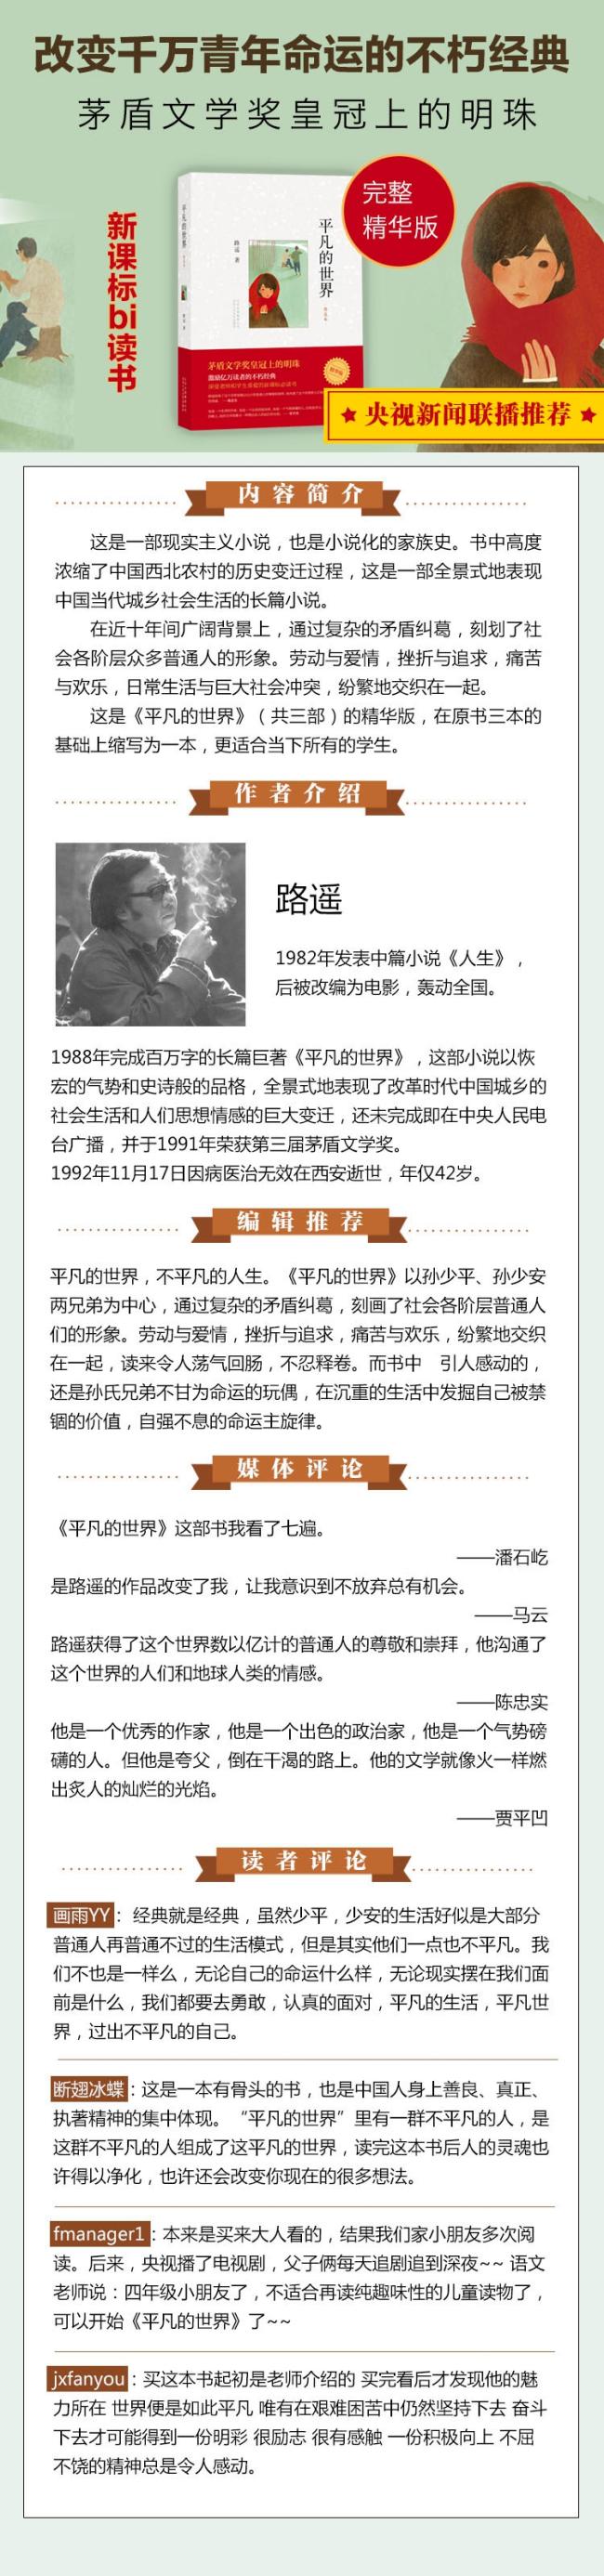 改变千万青年命运的不朽经典
茅盾文学奖皇冠上的明珠
完整
精华版
新课标bi读书
平凡的世界
路遥 著
平凡的世界
茅盾文学奖皇冠上的明珠
激励亿万读者的不朽经典
★央视新闻联播推荐★
内容简介
这是一部现实主义小说，也是小说化的家族史。书中高度
浓缩了中国西北农村的历史变迁过程，这是一部全景式地表现
中国当代城乡社会生活的长篇小说。
在近十年间广阔背景上，通过复杂的矛盾纠葛，刻划了社
会各阶层众多普通人的形象。劳动与爱情，挫折与追求，痛苦
与欢乐，日常生活与巨大社会冲突，纷繁地交织在一起。
这是《平凡的世界》（共三部）的精华版，在原书三本的
基础上缩写为一本，更适合当下所有的学生。
作者介绍
路遥
1982年发表中篇小说《人生》，
后被改编为电影，轰动全国。
1988年完成百万字的长篇巨著《平凡的世界》，这部小说以恢
宏的气势和史诗般的品格，全景式地表现了改革时代中国城乡的
社会生活和人们思想情感的巨大变迁，还未完成即在中央人民电
台广播，并于1991年荣获第三届茅盾文学奖。
1992年11月17日因病医治无效在西安逝世，年仅42岁。
编辑推荐
平凡的世界，不平凡的人生。《平凡的世界》以孙少平、孙少安
两兄弟为中心，通过复杂的矛盾纠葛，刻画了社会各阶层普通人
们的形象。劳动与爱情，挫折与追求，痛苦与欢乐，纷繁地交织
在一起，读来令人荡气回肠，不忍释卷。而书中　引人感动的，
还是孙氏兄弟不甘为命运的玩偶，在沉重的生活中发掘自己被禁
锢的价值，自强不息的命运主旋律。
媒体评论
《平凡的世界》这部书我看了七遍。
——潘石屹
是路遥的作品改变了我，让我意识到不放弃总有机会。
——马云
路遥获得了这个世界数以亿计的普通人的尊敬和崇拜，他沟通了
这个世界的人们和地球人类的情感。
——陈忠实
他是一个优秀的作家，他是一个出色的政治家，他是一个气势磅
礴的人。但他是夸父，倒在干渴的路上。他的文学就像火一样燃
出炙人的灿烂的光焰。
——贾平凹
读者评论
画雨YY：经典就是经典，虽然少平，少安的生活好似是大部分
普通人再普通不过的生活模式，但是其实他们一点也不平凡。我
们不也是一样么，无论自己的命运什么样，无论现实摆在我们面
前是什么，我们都要去勇敢，认真的面对，平凡的生活，平凡世
界，过出不平凡的自己。
断翅冰蝶：这是一本有骨头的书，也是中国人身上善良、真正、
执著精神的集中体现。“平凡的世界”里有一群不平凡的人，是
这群不平凡的人组成了这平凡的世界，读完这本书后人的灵魂也
许得以净化，也许还会改变你现在的很多想法。
fmanager1：本来是买来大人看的，结果我们家小朋友多次阅
读。后来，央视播了电视剧，父子俩每天追剧追到深夜~~ 语文
老师说：四年级小朋友了，不适合再读纯趣味性的儿童读物了，
可以开始《平凡的世界》了~~
jxfanyou：买这本书起初是老师介绍的 买完看后才发现他的魅
力所在 世界便是如此平凡 唯有在艰难困苦中仍然坚持下去 奋斗
下去才可能得到一份明彩 很励志 很有感触 一份积极向上 不屈
不饶的精神总是令人感动。